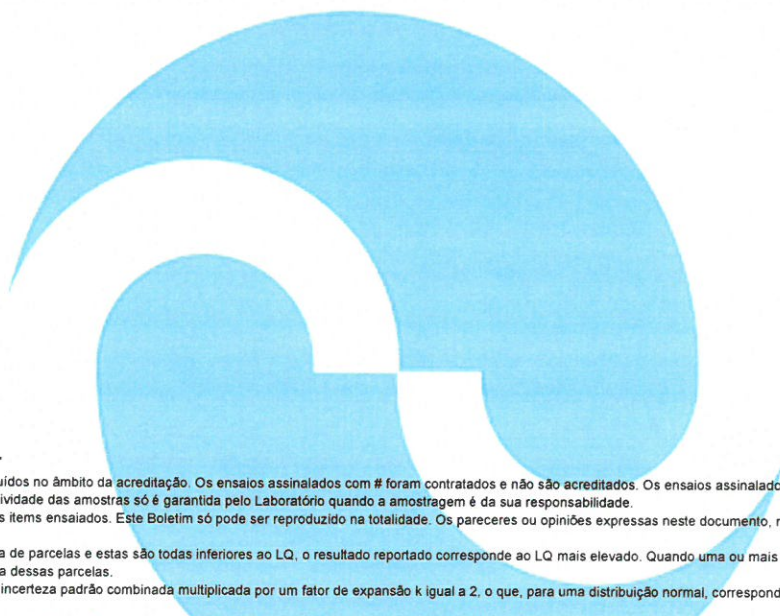 uídos no âmbito da acreditação. Os ensaios assinalados com # foram contratados e não são acreditados. Os ensaios assinalado
tividade das amostras só é garantida pelo Laboratório quando a amostragem é da sua responsabilidade.
s items ensaiados. Este Boletim só pode ser reproduzido na totalidade. Os pareceres ou opiniões expressas neste documento,
a de parcelas e estas são todas inferiores ao LQ, o resultado reportado corresponde ao LQ mais elevado. Quando uma ou mais
a dessas parcelas.
incerteza padrão combinada multiplicada por um fator de expansão k igual a 2, o que, para uma distribuição normal, correspond